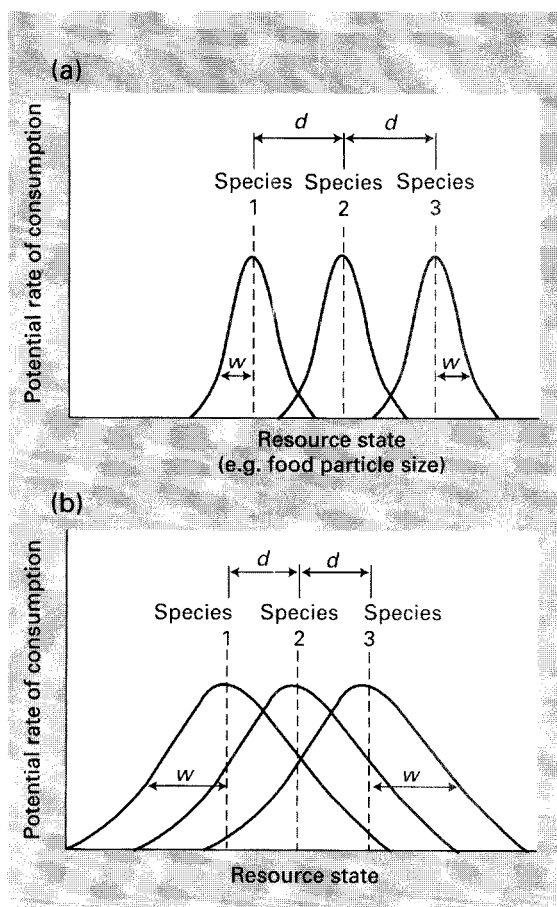 (a)
d d
Species Species Species
1 2 3
w w
Potential rate of consumption
Resource state
(e.g. food particle size)
(b)
d d
Species Species Species
1 2 3
w w
Potential rate of consumption
Resource state